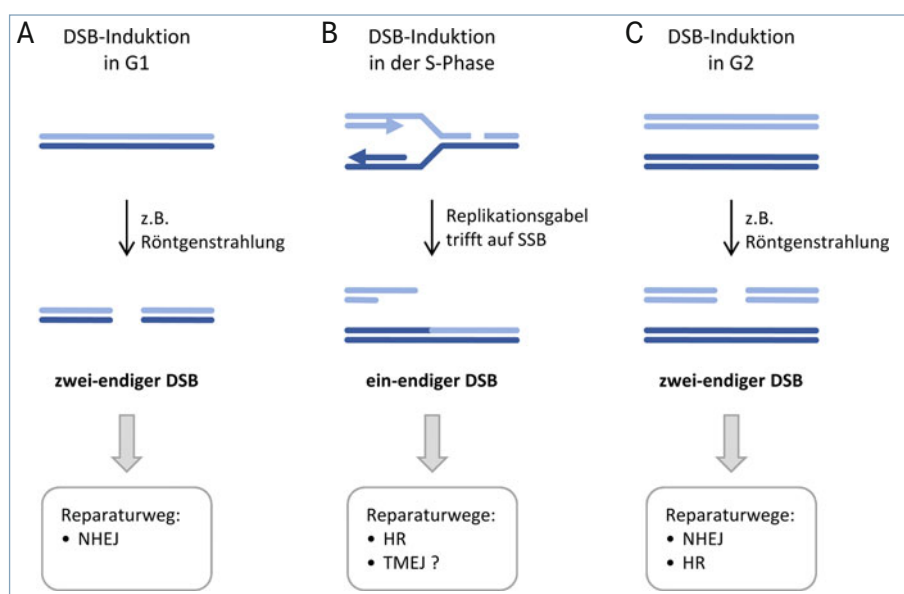 A
DSB-Induktion
in G1
z.B.
Röntgenstrahlung
zwei-endiger DSB
Reparaturweg:
• NHEJ
B
DSB-Induktion
in der S-Phase
Replikationsgabel
trifft auf SSB
ein-endiger DSB
Reparaturwege:
• HR
• TMEJ ?
C
DSB-Induktion
in G2
z.B.
Röntgenstrahlung
zwei-endiger DSB
Reparaturwege:
• NHEJ
• HR